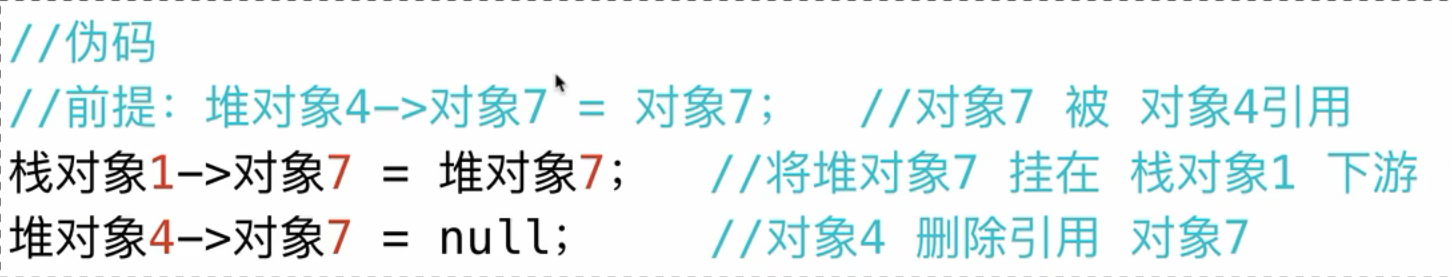 //伪码
//前提：堆对象4->对象7 = 对象7； //对象7 被 对象4引用
栈对象1->对象7 = 堆对象7； //将堆对象7 挂在 栈对象1 下游
堆对象4->对象7 = null； //对象4 删除引用 对象7